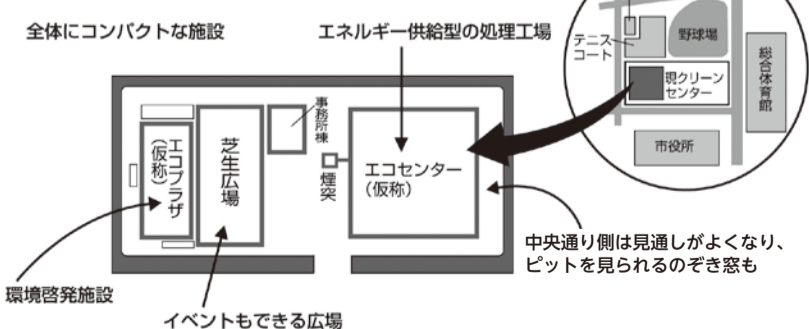 全体にコンパクトな施設
エネルギー供給型の処理工場
テニス
コート
野球場
現クリーン
センター
総合体育館
市役所
事務所棟
エコプラザ
(仮称)
芝生広場
煙突
エコセンター
(仮称)
中央通り側は見通しがよくなり、
ピットを見られるのぞき窓も
環境啓発施設
イベントもできる広場